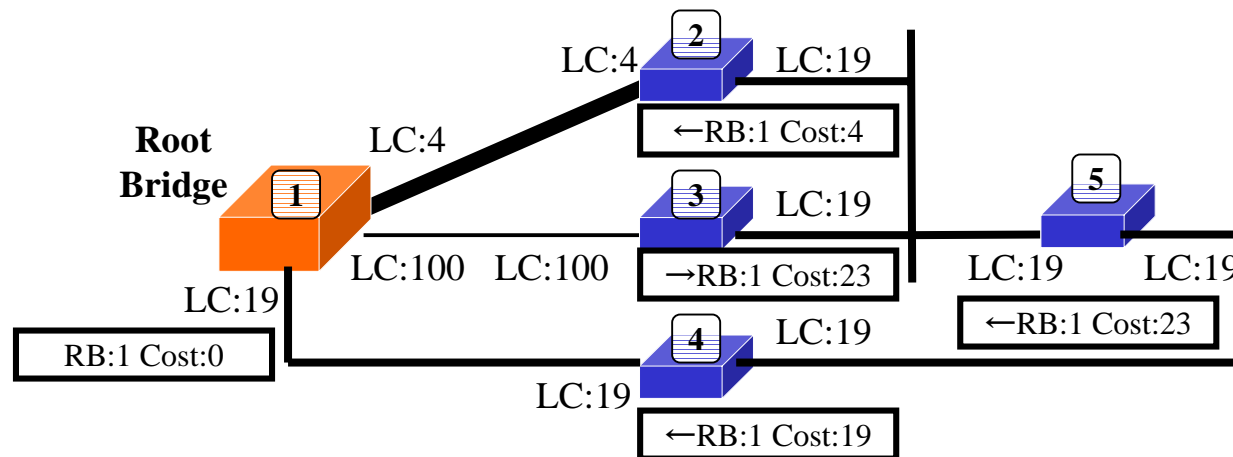 2
LC:4
LC:19
←RB:1 Cost:4
LC:4
Root
Bridge
1
3
LC:19
5
LC:100
LC:100
→RB:1 Cost:23
LC:19
LC:19
LC:19
RB:1 Cost:0
←RB:1 Cost:23
4
LC:19
LC:19
←RB:1 Cost:19